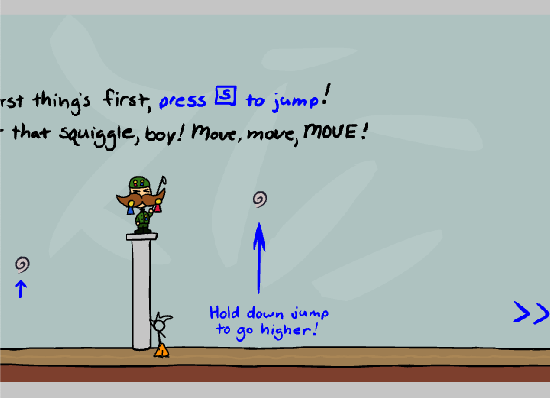 rst thing's first, press S to jump!
that squiggle, boy! Move, move, MOVE!
Hold down jump
to go higher!
>>